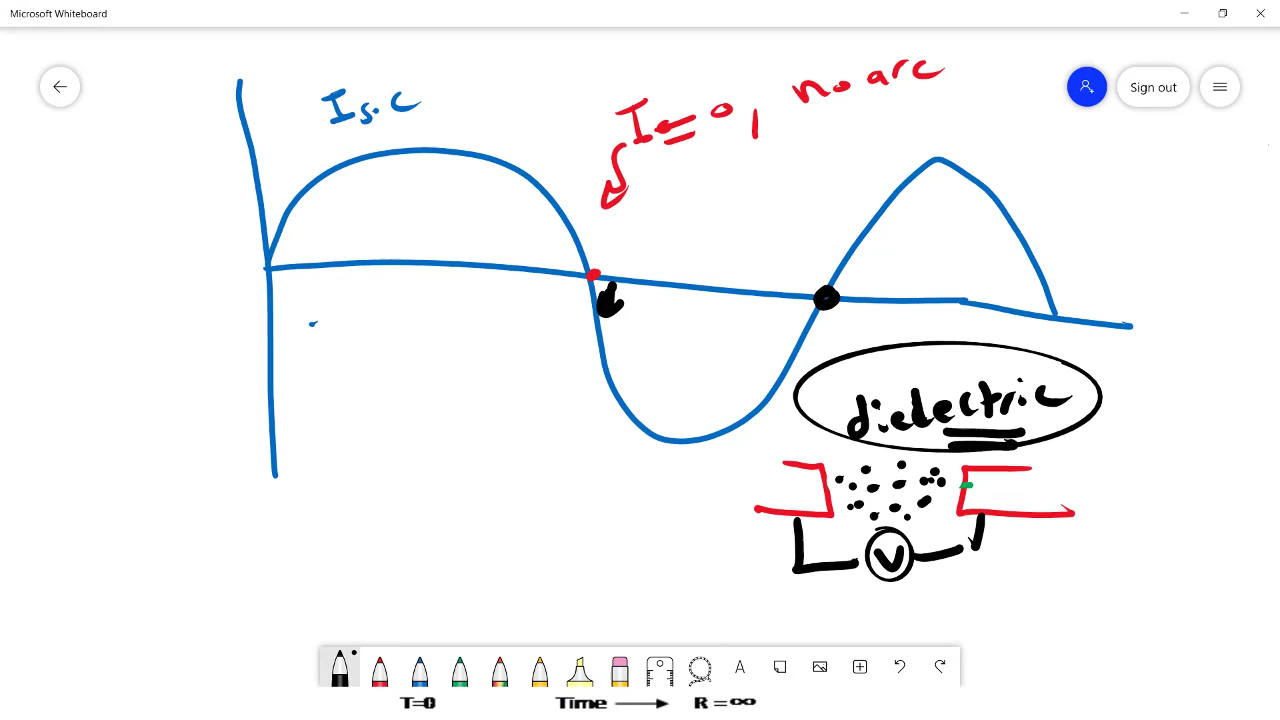 Microsoft Whiteboard
Sign out
Is.c
I = 0, no arc
dielectric
V
A
T=0 Time R = ∞